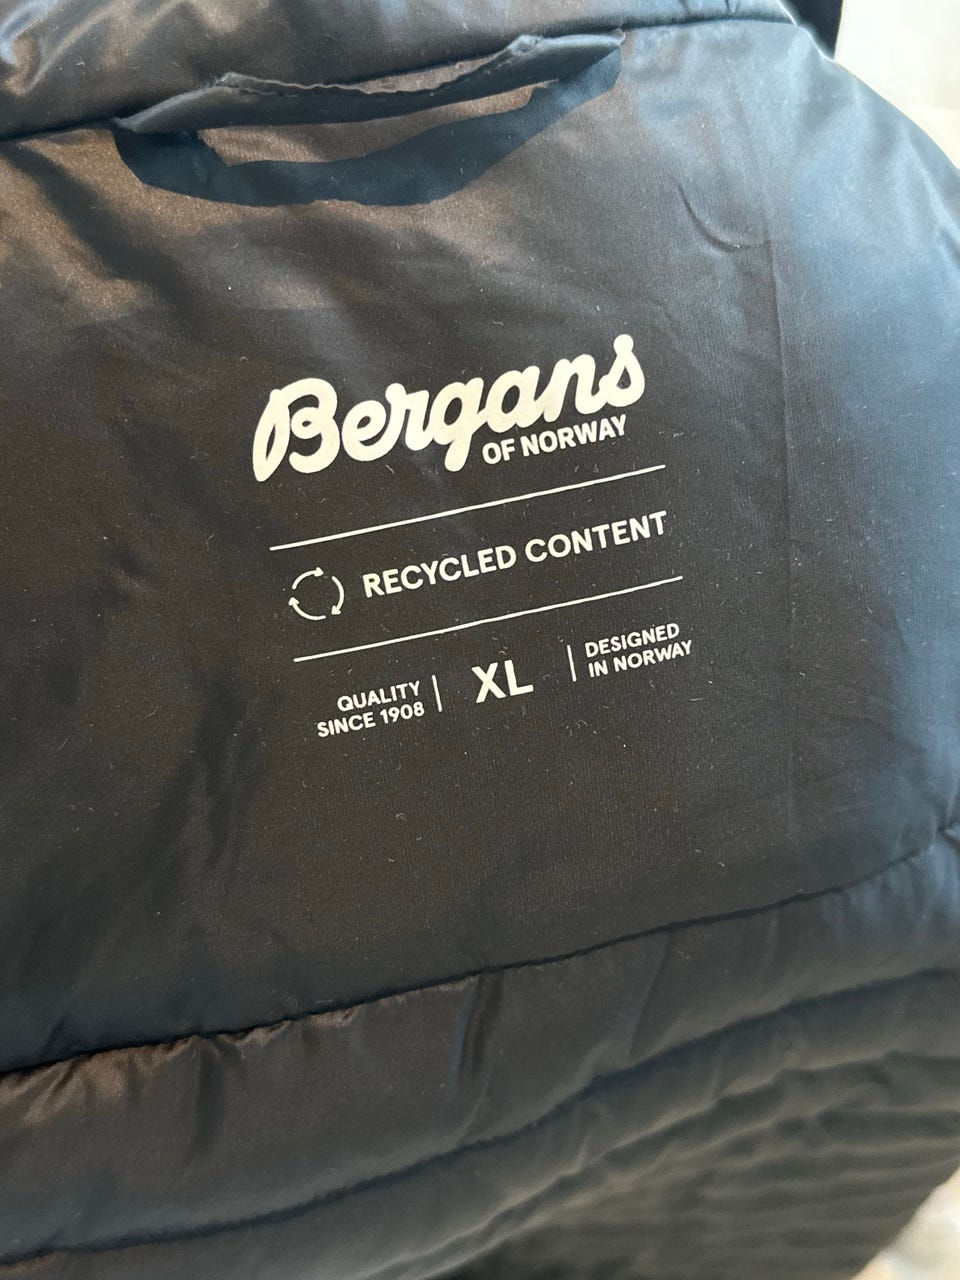 Bergans
OF NORWAY
RECYCLED CONTENT
QUALITY
SINCE 1908
XL
DESIGNED
IN NORWAY